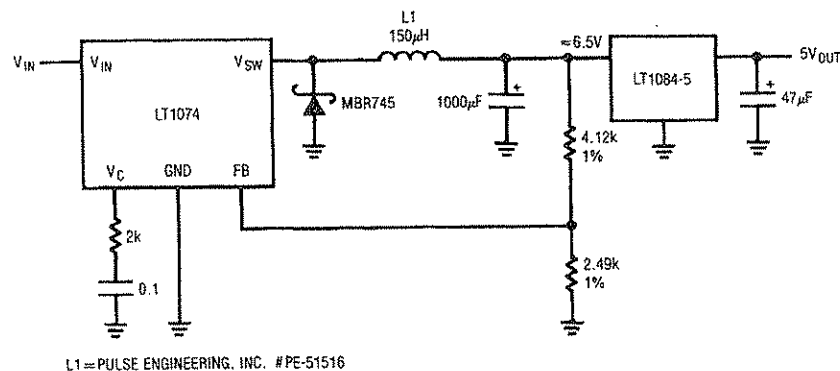 L1
150µH
≈6.5V
VIN
VIN
VSW
5VOUT
LT1074
MBR745
1000µF
+
LT1084-5
+
47µF
4.12k
1%
VC
GND
FB
2k
0.1
2.49k
1%
L1=PULSE ENGINEERING, INC. #PE-51516